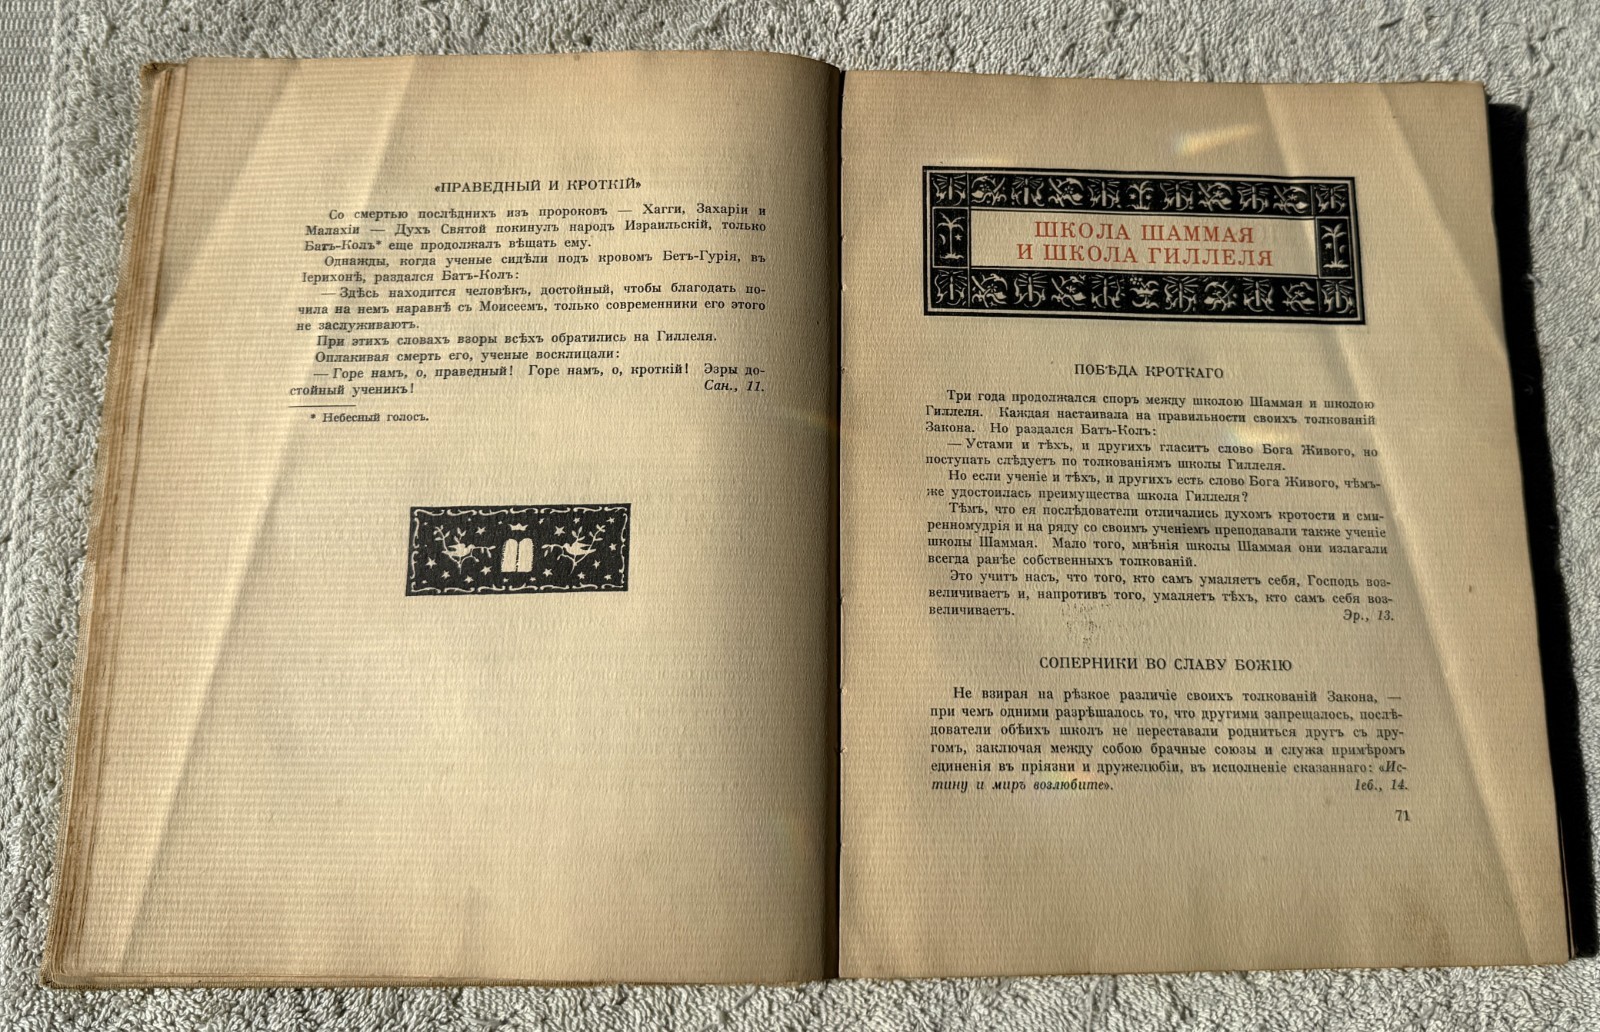 «ПРАВЕДНЫЙ И КРОТКІЙ»
Со смертью послѣднихъ изъ пророковъ — Хагги, Захаріи и
Малахіи — Духъ Святой покинулъ народъ Израильскій, только
Батъ-Колъ* еще продолжалъ вѣщать ему.
Однажды, когда ученые сидѣли подъ кровомъ Бетъ-Гурія, въ
Іерихонѣ, раздался Батъ-Колъ:
— Здѣсь находится человѣкъ, достойный, чтобы благодать по-
чила на немъ наравнѣ съ Моисеемъ, только современники его этого
не заслуживаютъ.
При этихъ словахъ взоры всѣхъ обратились на Гиллеля.
Оплакивая смерть его, ученые восклицали:
— Горе намъ, о, праведный! Горе намъ, о, кроткій! Эзры до-
стойный ученикъ! Сан., 11.
* Небесный голосъ.
ШКОЛА ШАММАЯ
И ШКОЛА ГИЛЛЕЛЯ
ПОБѢДА КРОТКАГО
Три года продолжался споръ между школою Шаммая и школою
Гиллеля. Каждая настаивала на правильности своихъ толкованій
Закона. Но раздался Батъ-Колъ:
— Устами и тѣхъ, и другихъ гласитъ слово Бога Живого, но
поступать слѣдуетъ по толкованіямъ школы Гиллеля.
Но если ученіе и тѣхъ, и другихъ есть слово Бога Живого, чѣмъ-
же удостоилась преимущества школа Гиллеля?
Тѣмъ, что ея послѣдователи отличались духомъ кротости и сми-
ренномудрія и на ряду со своимъ ученіемъ преподавали также ученіе
школы Шаммая. Мало того, мнѣнія школы Шаммая они излагали
всегда ранѣе собственныхъ толкованій.
Это учитъ насъ, что того, кто самъ умаляетъ себя, Господь воз-
величиваетъ и, напротивъ того, умаляетъ тѣхъ, кто самъ себя воз-
величиваетъ. Эр., 13.
СОПЕРНИКИ ВО СЛАВУ БОЖІЮ
Не взирая на рѣзкое различіе своихъ толкованій Закона, —
при чемъ одними разрѣшалось то, что другими запрещалось, послѣ-
дователи обѣихъ школъ не переставали родниться другъ съ дру-
гомъ, заключая между собою брачные союзы и служа примѣромъ
единенія въ пріязни и дружелюбіи, въ исполненіе сказаннаго: «Ис-
тину и миръ возлюбите». Іеб., 14.
71